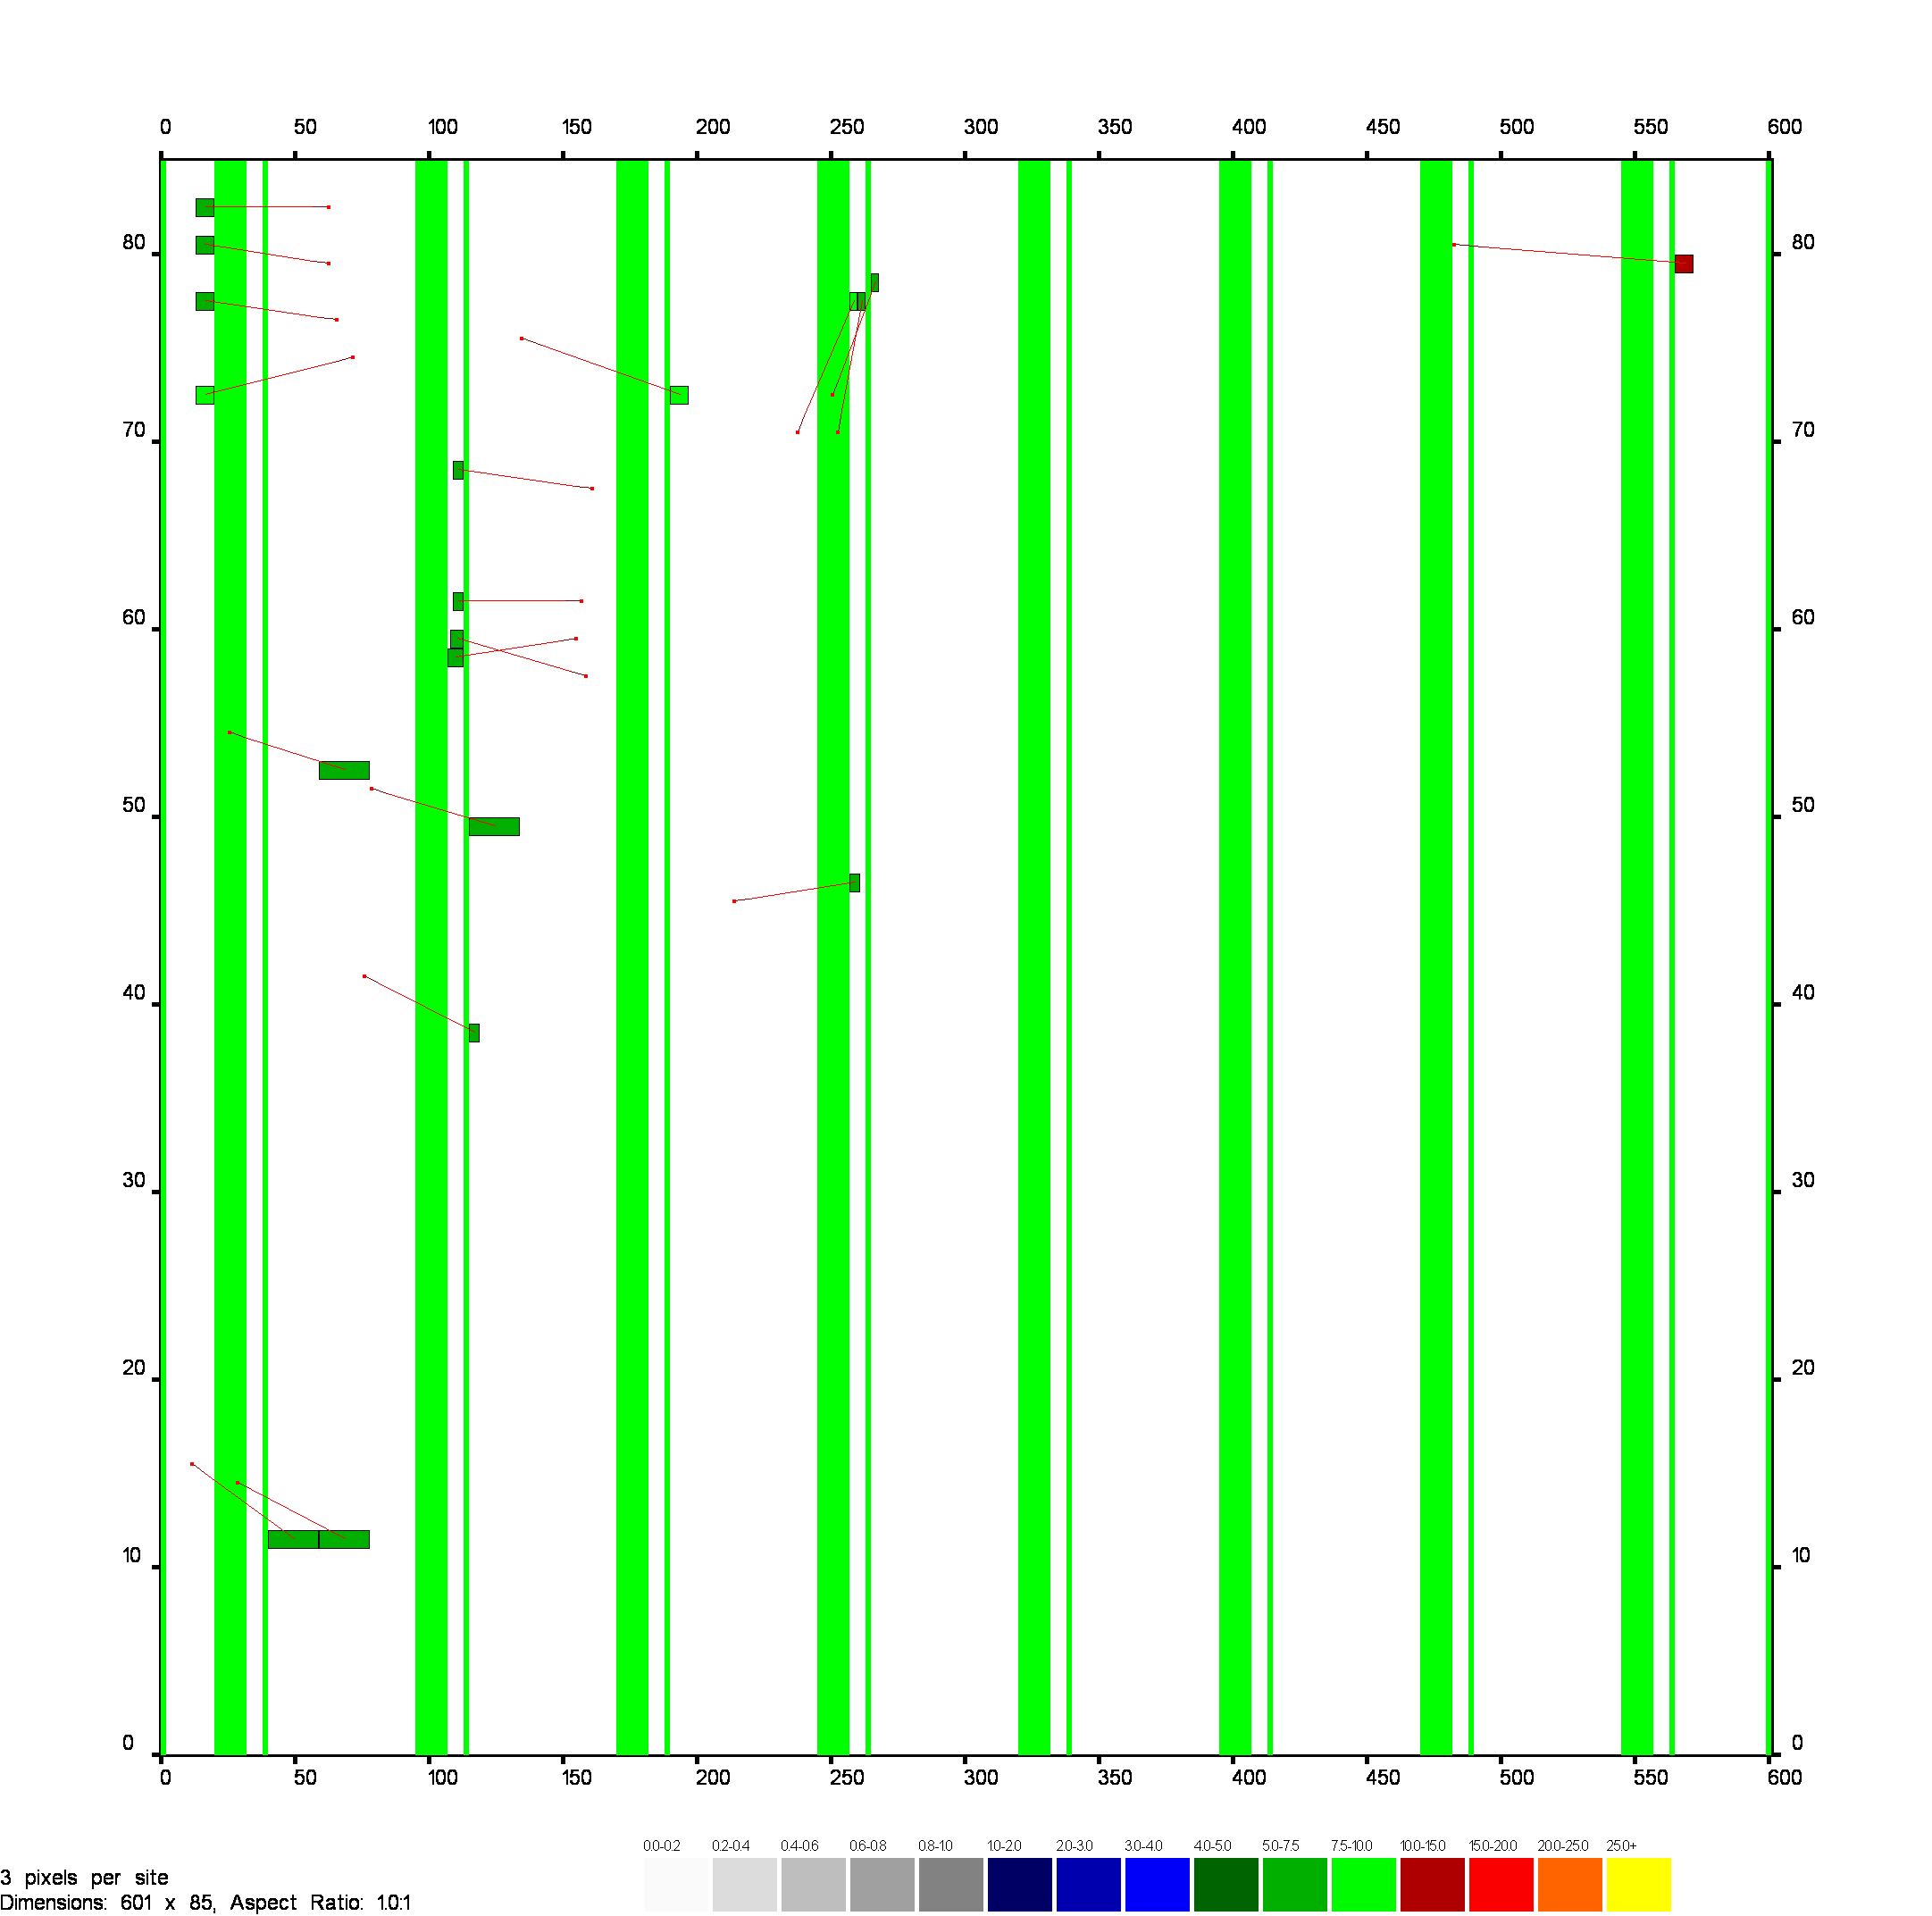 0 50 100 150 200 250 300 350 400 450 500 550 600
80 80
70 70
60 60
50 50
40 40
30 30
20 20
10 10
0 0
0 50 100 150 200 250 300 350 400 450 500 550 600
0.0-0.2 0.2-0.4 0.4-0.6 0.6-0.8 0.8-1.0 1.0-2.0 2.0-3.0 3.0-4.0 4.0-5.0 5.0-7.5 7.5-10.0 10.0-15.0 15.0-20.0 20.0-25.0 25.0+
3 pixels per site
Dimensions: 601 x 85, Aspect Ratio: 1.0:1